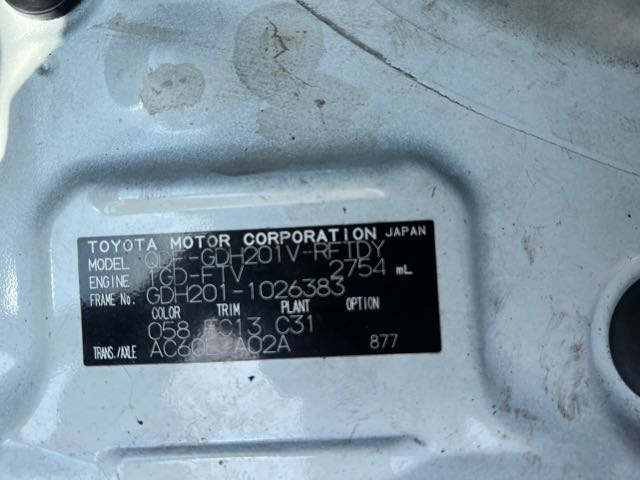 TOYOTA MOTOR CORPORATION JAPAN
MODEL QDF-GDH201V-RFTDY
ENGINE 1GD-FTV 2754 mL
FRAME No. GDH201-1026383
COLOR TRIM PLANT OPTION
058 FC13 C31
TRANS./AXLE A02A 877